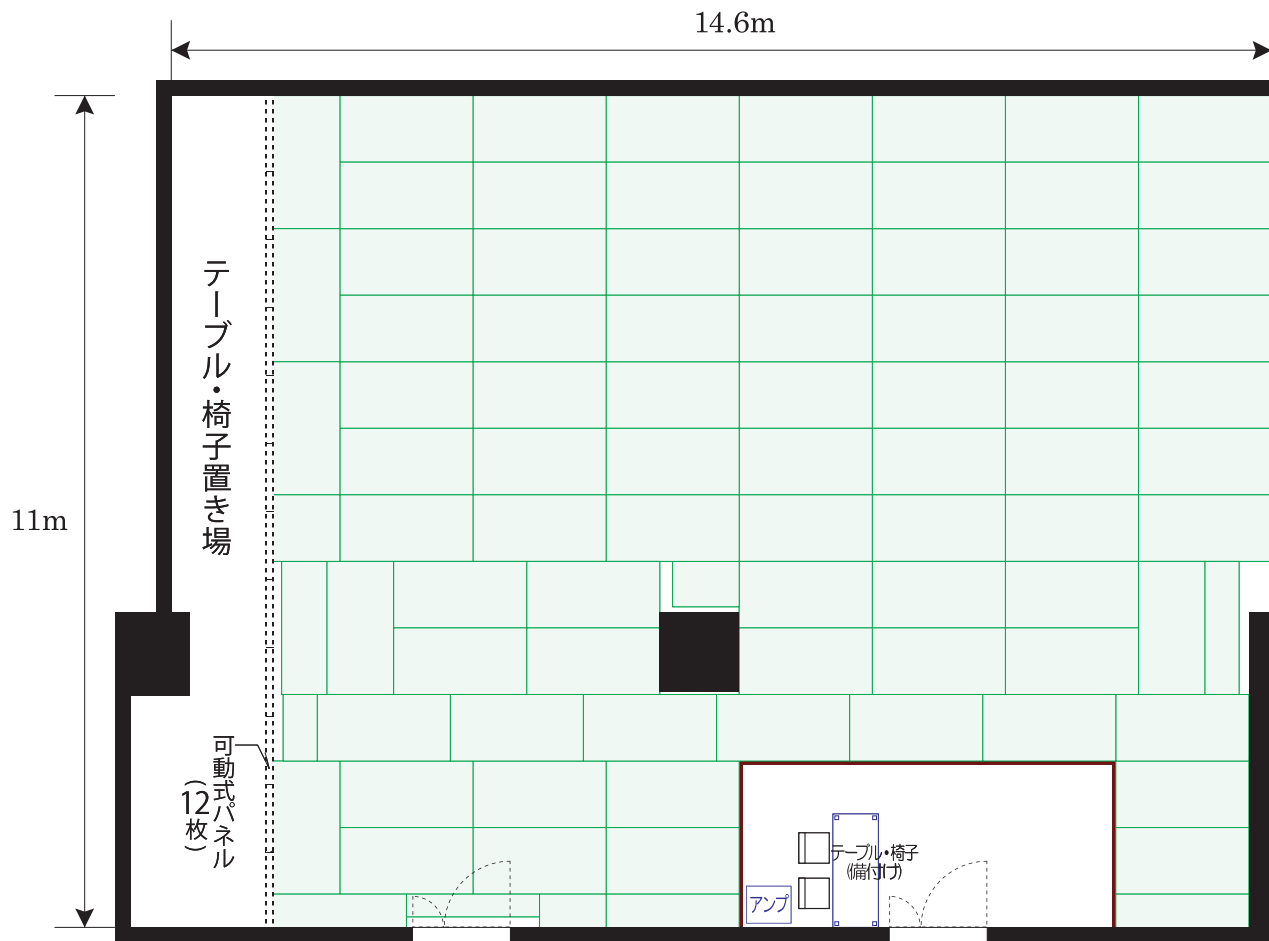 14.6m
11m
テーブル・椅子置き場
可動式パネル
(12枚)
テーブル・椅子
(備付け)
アンプ